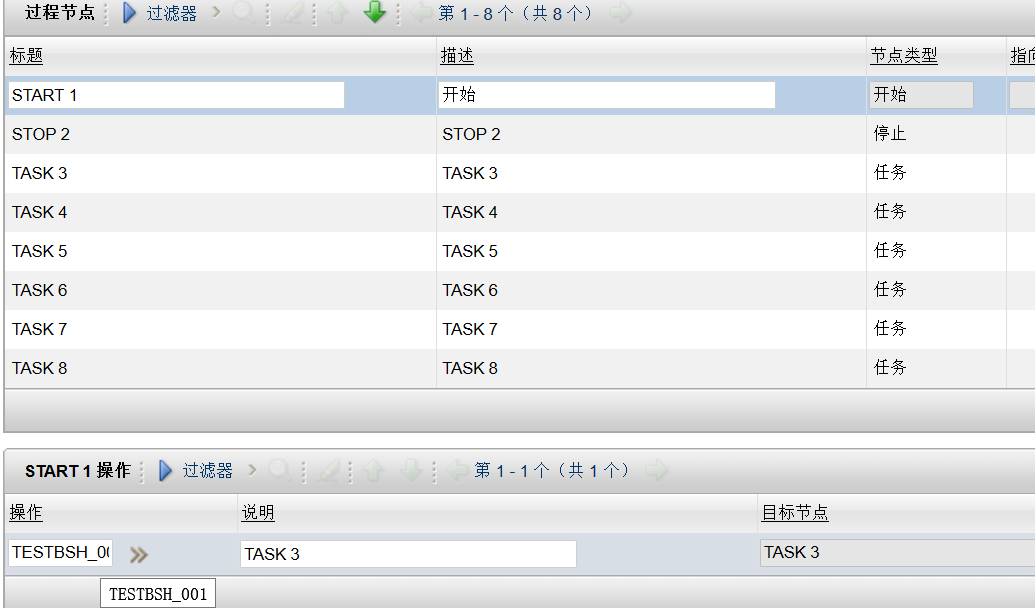 过程节点 过滤器 第 1 - 8 个（共 8 个）
标题 描述 节点类型
START 1 开始 开始
STOP 2 STOP 2 停止
TASK 3 TASK 3 任务
TASK 4 TASK 4 任务
TASK 5 TASK 5 任务
TASK 6 TASK 6 任务
TASK 7 TASK 7 任务
TASK 8 TASK 8 任务
START 1 操作 过滤器 第 1 - 1 个（共 1 个）
操作 说明 目标节点
TESTBSH_00 TASK 3 TASK 3
TESTBSH_001